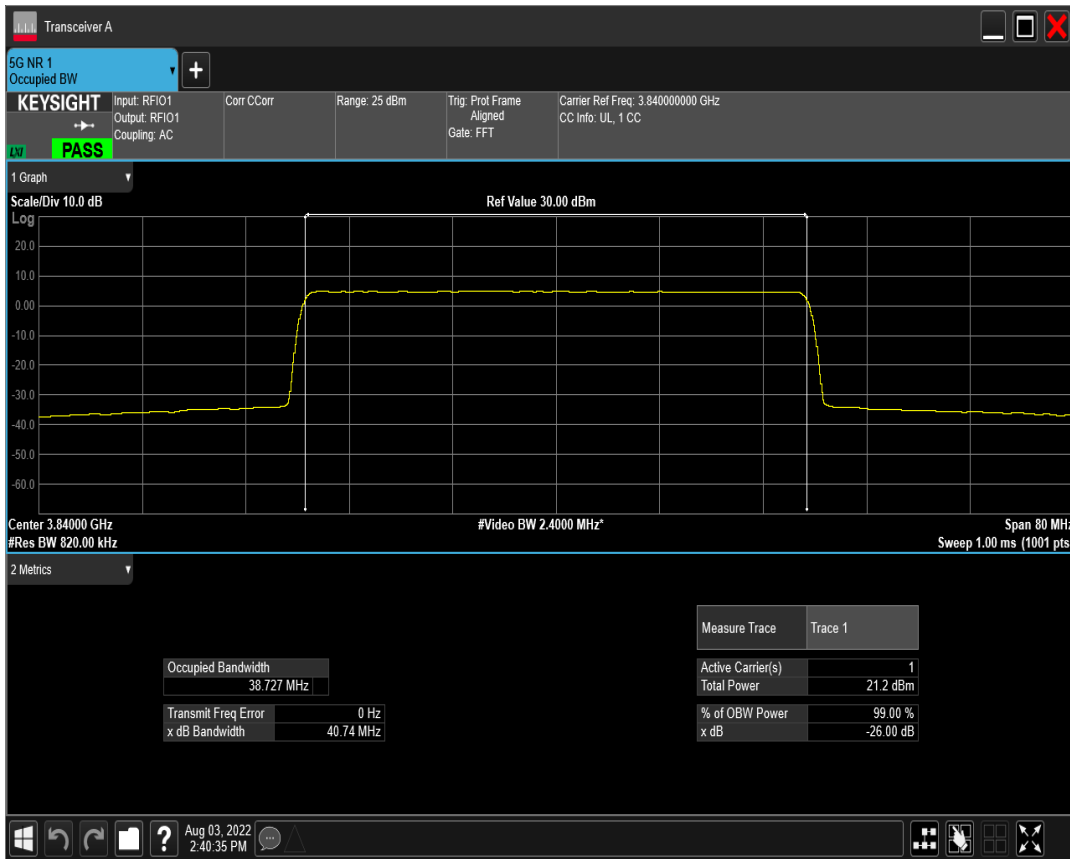 Transceiver A
5G NR 1
Occupied BW
KEYSIGHT
LXI
PASS
Input: RFIO1
Output: RFIO1
Coupling: AC
Corr CCorr
Range: 25 dBm
Trig: Prot Frame
Aligned
Gate: FFT
Carrier Ref Freq: 3.840000000 GHz
CC Info: UL, 1 CC
1 Graph
Scale/Div 10.0 dB
Ref Value 30.00 dBm
Log
20.0
10.0
0.00
-10.0
-20.0
-30.0
-40.0
-50.0
-60.0
Center 3.84000 GHz
#Video BW 2.4000 MHz*
Span 80 MHz
#Res BW 820.00 kHz
Sweep 1.00 ms (1001 pts
2 Metrics
Measure Trace Trace 1
Occupied Bandwidth
38.727 MHz
Active Carrier(s) 1
Total Power 21.2 dBm
Transmit Freq Error 0 Hz
x dB Bandwidth 40.74 MHz
% of OBW Power 99.00 %
x dB -26.00 dB
?
Aug 03, 2022
2:40:35 PM